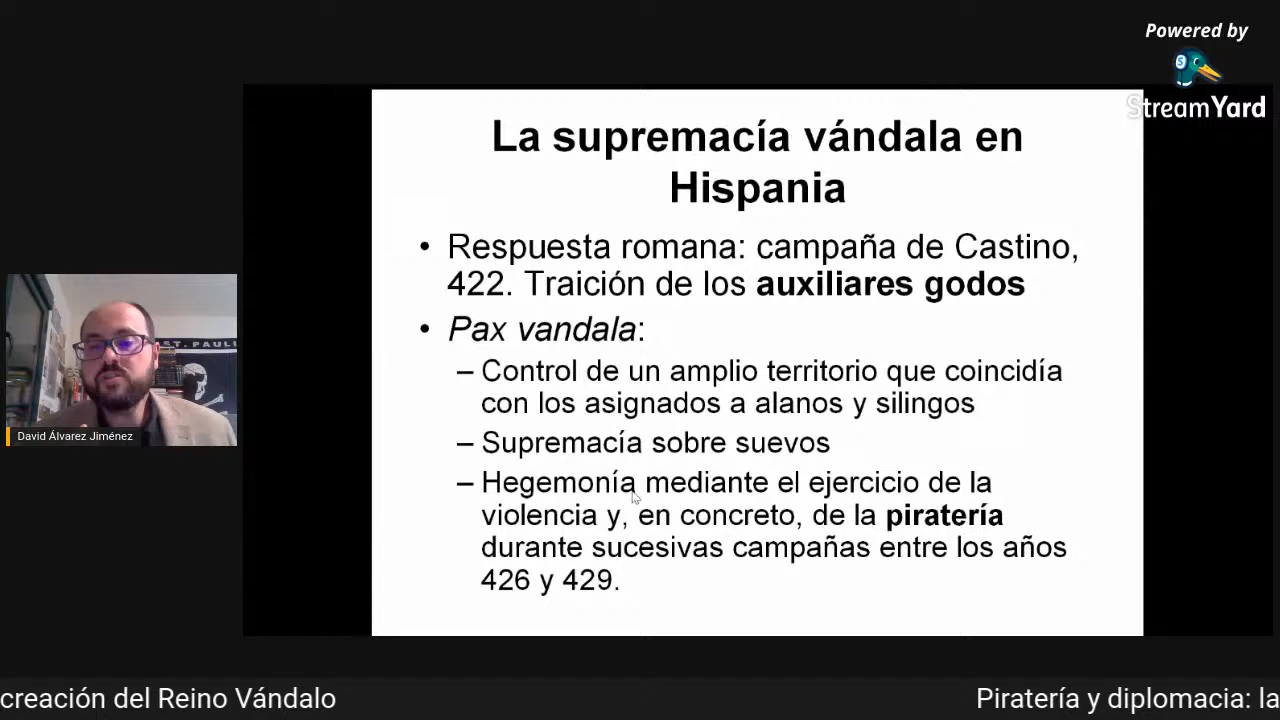 Powered by
StreamYard
La supremacía vándala en
Hispania
• Respuesta romana: campaña de Castino,
422. Traición de los auxiliares godos
• Pax vandala:
– Control de un amplio territorio que coincidía
con los asignados a alanos y silingos
– Supremacía sobre suevos
– Hegemonía mediante el ejercicio de la
violencia y, en concreto, de la piratería
durante sucesivas campañas entre los años
426 y 429.
ST. PAULI
David Álvarez Jiménez
creación del Reino Vándalo
Piratería y diplomacia: la